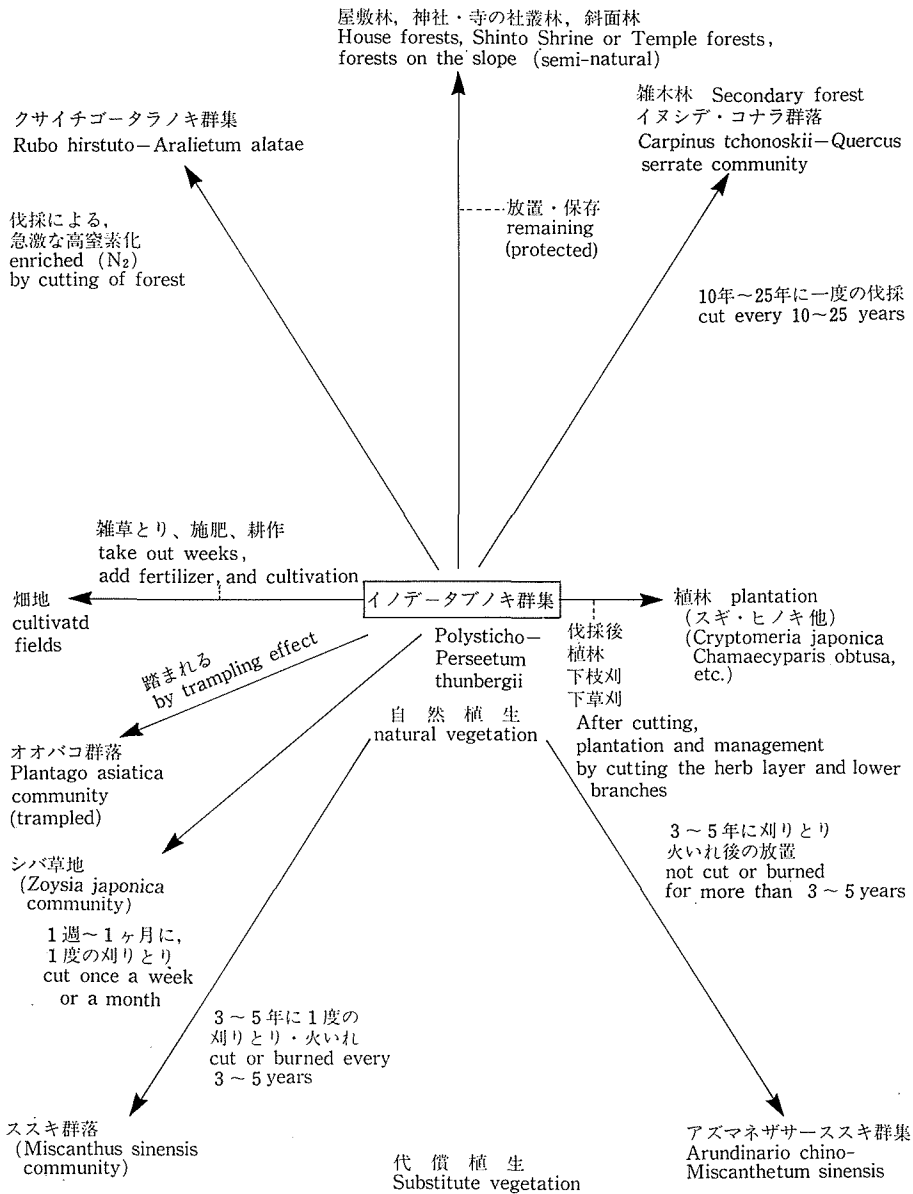 屋敷林, 神社・寺の社叢林, 斜面林
House forests, Shinto Shrine or Temple forests,
forests on the slope (semi-natural)
クサイチゴータラノキ群集
Rubo hirstuto−Aralietum alatae
雑木林 Secondary forest
イヌシデ・コナラ群落
Carpinus tchonoskii−Quercus
serrate community
伐採による,
急激な高窒素化
enriched (N₂)
by cutting of forest
放置・保存
remaining
(protected)
10年～25年に一度の伐採
cut every 10～25 years
雑草とり、施肥、耕作
take out weeks,
add fertilizer, and cultivation
畑地
cultivatd
fields
イノデータブノキ群集
Polysticho−
Perseetum
thunbergii
自然植生
natural vegetation
植林 plantation
(スギ・ヒノキ他)
(Cryptomeria japonica
Chamaecyparis obtusa,
etc.)
伐採後
植林
下枝刈
下草刈
After cutting,
plantation and management
by cutting the herb layer and lower
branches
踏まれる
by trampling effect
オオバコ群落
Plantago asiatica
community
(trampled)
シバ草地
(Zoysia japonica
community)
1週～1ヶ月に,
1度の刈りとり
cut once a week
or a month
3～5年に刈りとり
火いれ後の放置
not cut or burned
for more than 3～5 years
3～5年に1度の
刈りとり・火いれ
cut or burned every
3～5 years
ススキ群落
(Miscanthus sinensis
community)
代償植生
Substitute vegetation
アズマネザサーススキ群集
Arundinario chino-
Miscanthetum sinensis